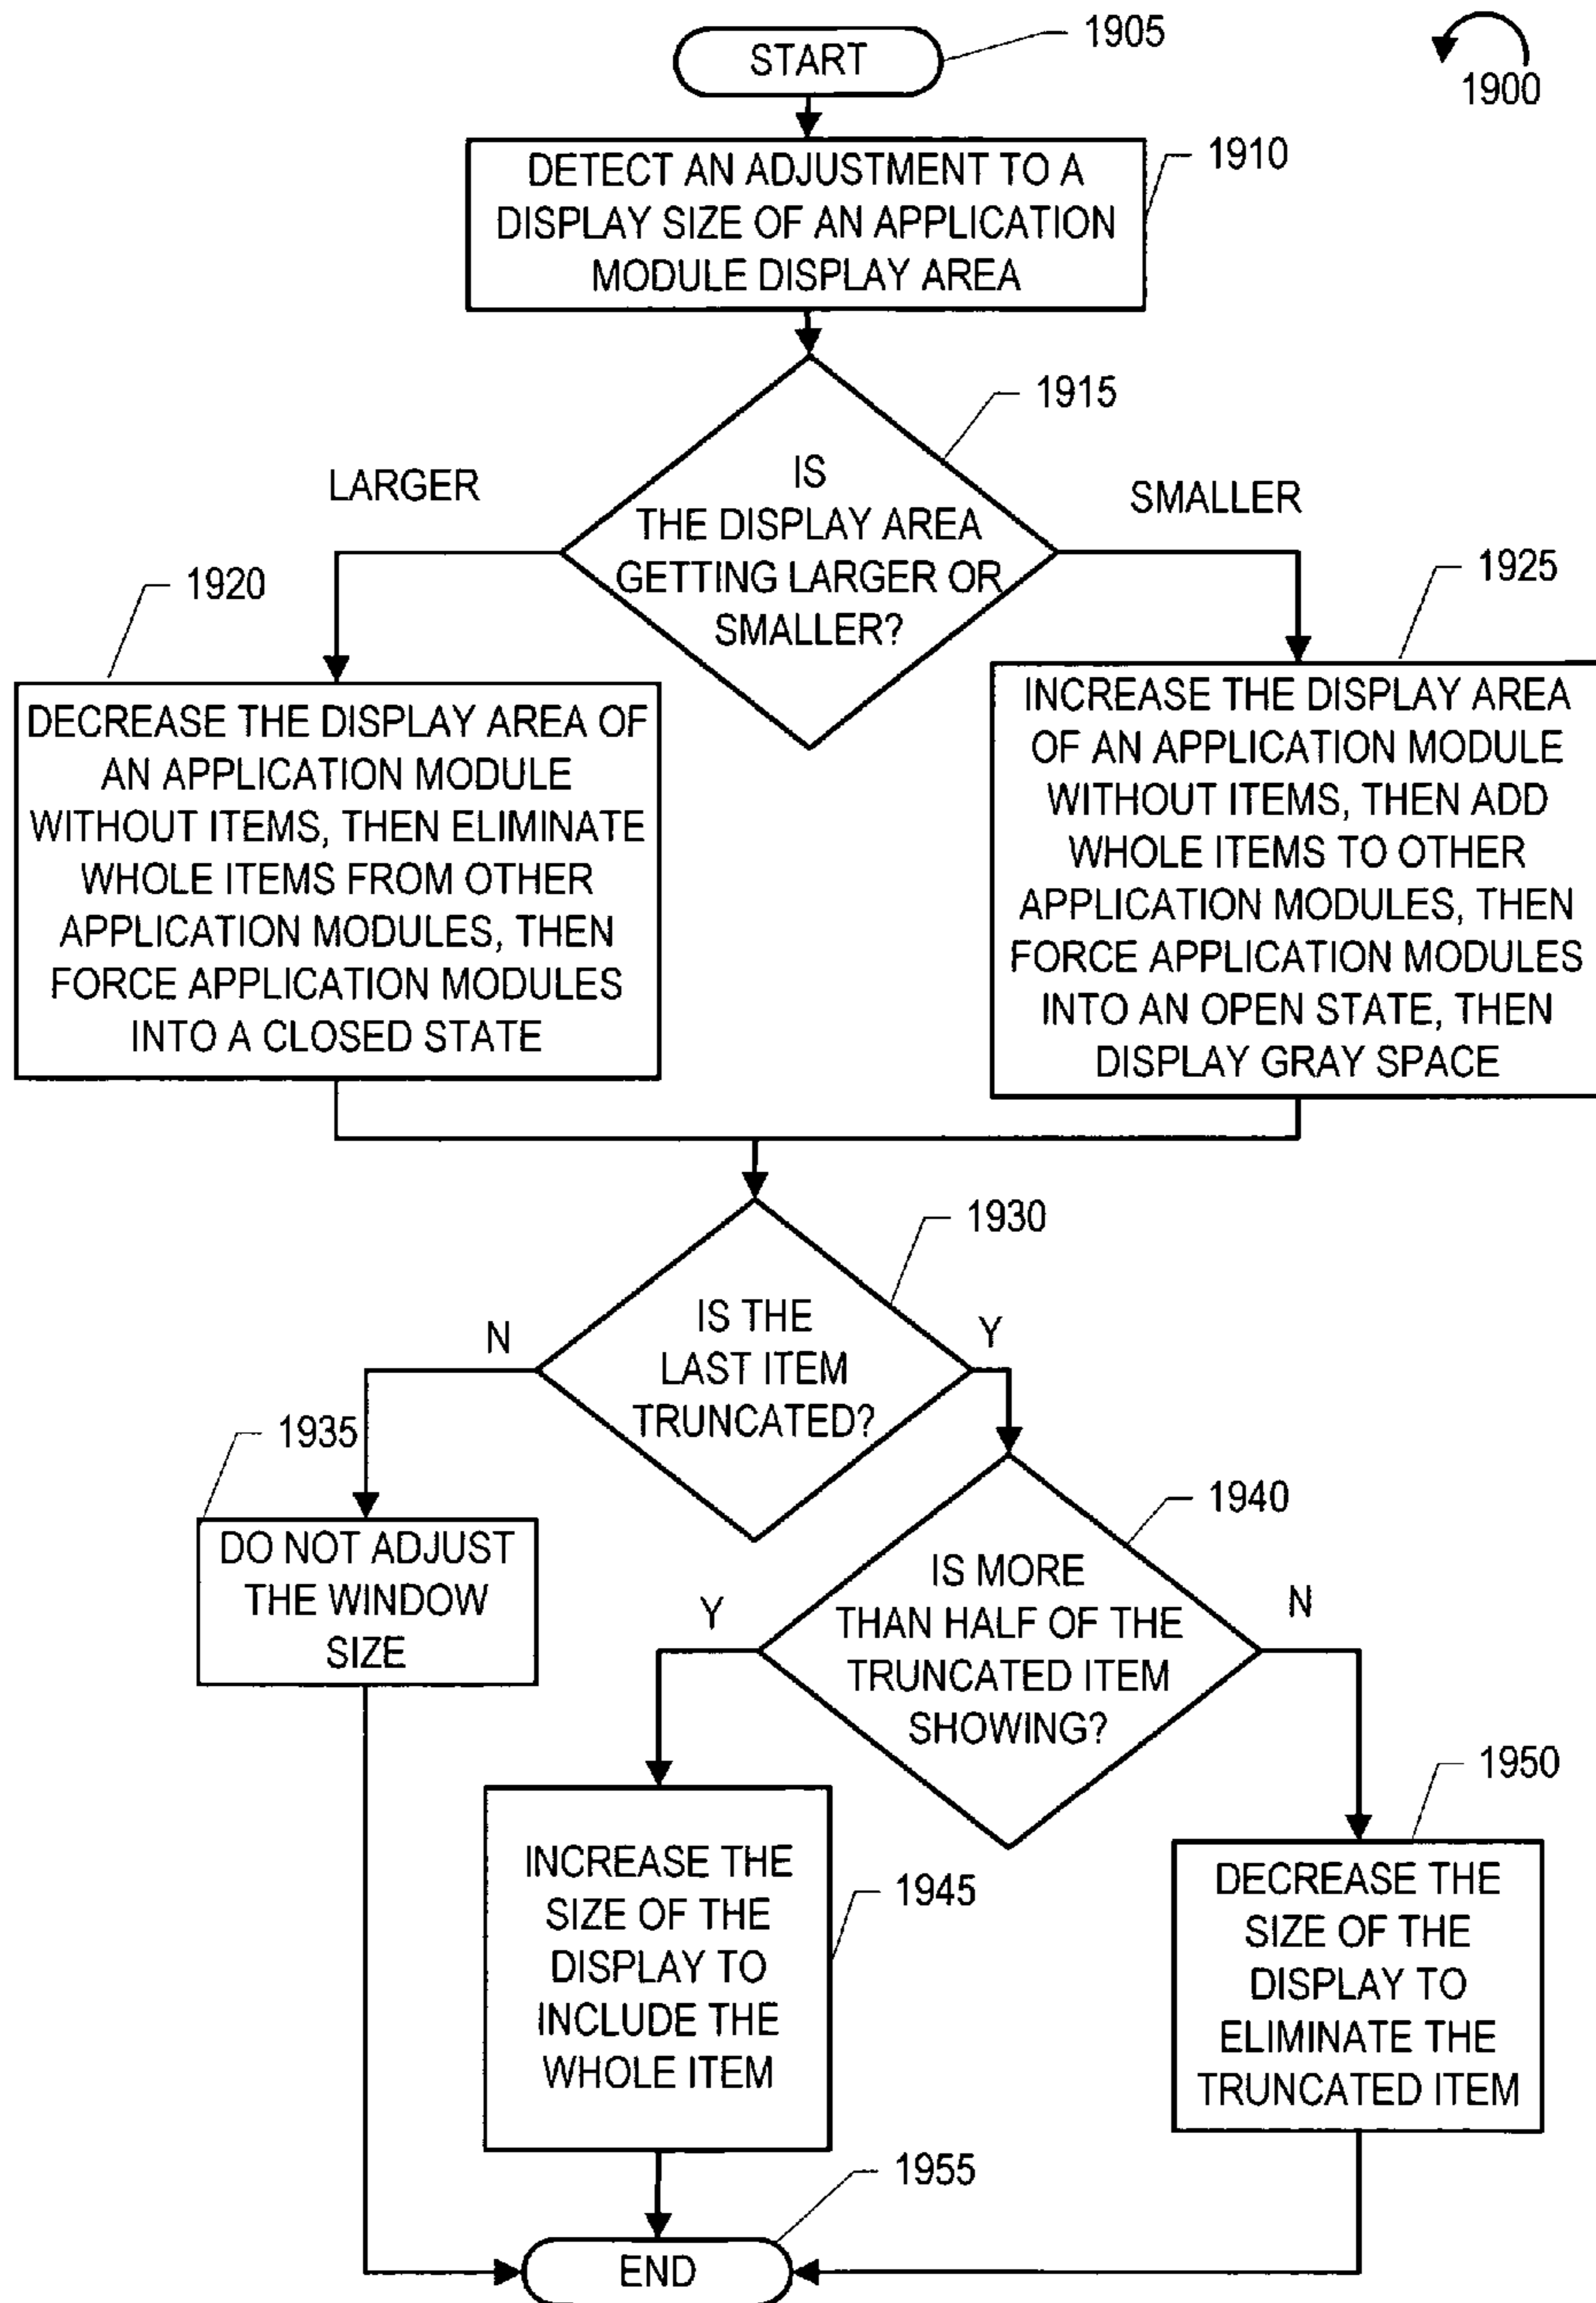 START
1905
1900
DETECT AN ADJUSTMENT TO A
DISPLAY SIZE OF AN APPLICATION
MODULE DISPLAY AREA
1910
1915
IS
THE DISPLAY AREA
GETTING LARGER OR
SMALLER?
LARGER
SMALLER
1920
DECREASE THE DISPLAY AREA OF
AN APPLICATION MODULE
WITHOUT ITEMS, THEN ELIMINATE
WHOLE ITEMS FROM OTHER
APPLICATION MODULES, THEN
FORCE APPLICATION MODULES
INTO A CLOSED STATE
1925
INCREASE THE DISPLAY AREA
OF AN APPLICATION MODULE
WITHOUT ITEMS, THEN ADD
WHOLE ITEMS TO OTHER
APPLICATION MODULES, THEN
FORCE APPLICATION MODULES
INTO AN OPEN STATE, THEN
DISPLAY GRAY SPACE
1930
IS THE
LAST ITEM
TRUNCATED?
N
Y
1935
DO NOT ADJUST
THE WINDOW
SIZE
1940
IS MORE
THAN HALF OF THE
TRUNCATED ITEM
SHOWING?
Y
N
INCREASE THE
SIZE OF THE
DISPLAY TO
INCLUDE THE
WHOLE ITEM
1945
1950
DECREASE THE
SIZE OF THE
DISPLAY TO
ELIMINATE THE
TRUNCATED ITEM
1955
END